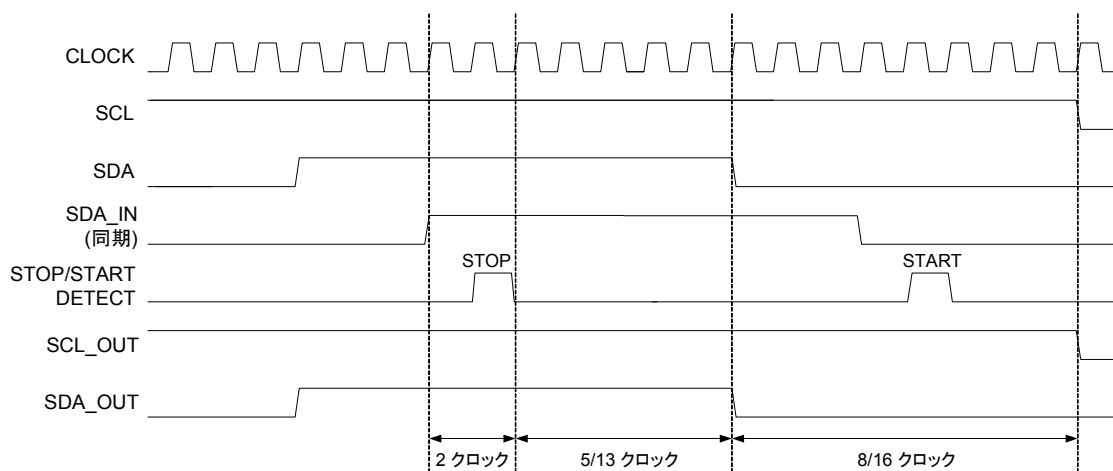 CLOCK
SCL
SDA
SDA_IN
(同期)
STOP/START
DETECT
STOP
START
SCL_OUT
SDA_OUT
2 クロック
5/13 クロック
8/16 クロック